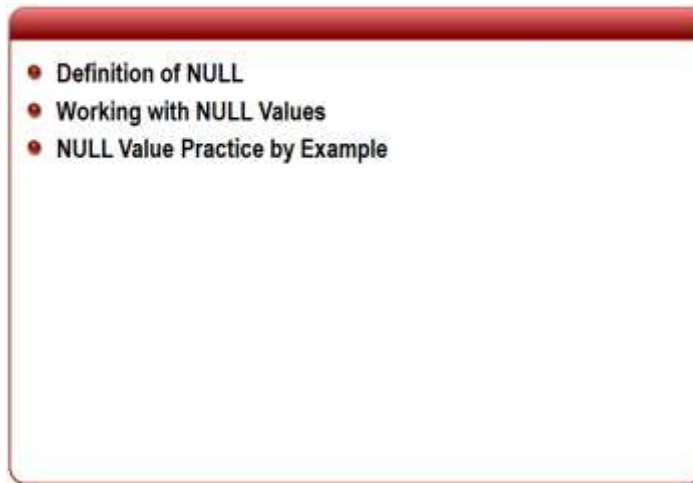 Definition of NULL
Working with NULL Values
NULL Value Practice by Example